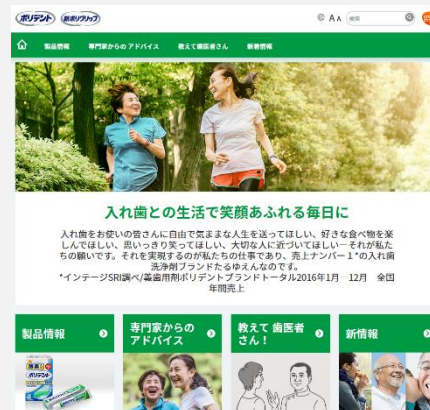 ポリデント 新ポリグリップ
© A A 検索
製品情報 専門家からの アドバイス 教えて歯医者さん 新着情報
入れ歯との生活で笑顔あふれる毎日に
入れ歯をお使いの皆さんに自由で気ままな人生を送ってほしい、好きな食べ物を楽
しんでほしい、思いっきり笑ってほしい、大切な人に近づいてほしい—それが私た
ちの願いです。それを実現するのが私たちの仕事であり、売上ナンバー１*の入れ歯
洗浄剤ブランドたるゆえんなのです。
*インテージSRI調べ/義歯用剤ポリデントブランドトータル2016年1月—12月　全国
年間売上
製品情報
専門家からの
アドバイス
教えて 歯医者
さん！
新情報
ポリデント